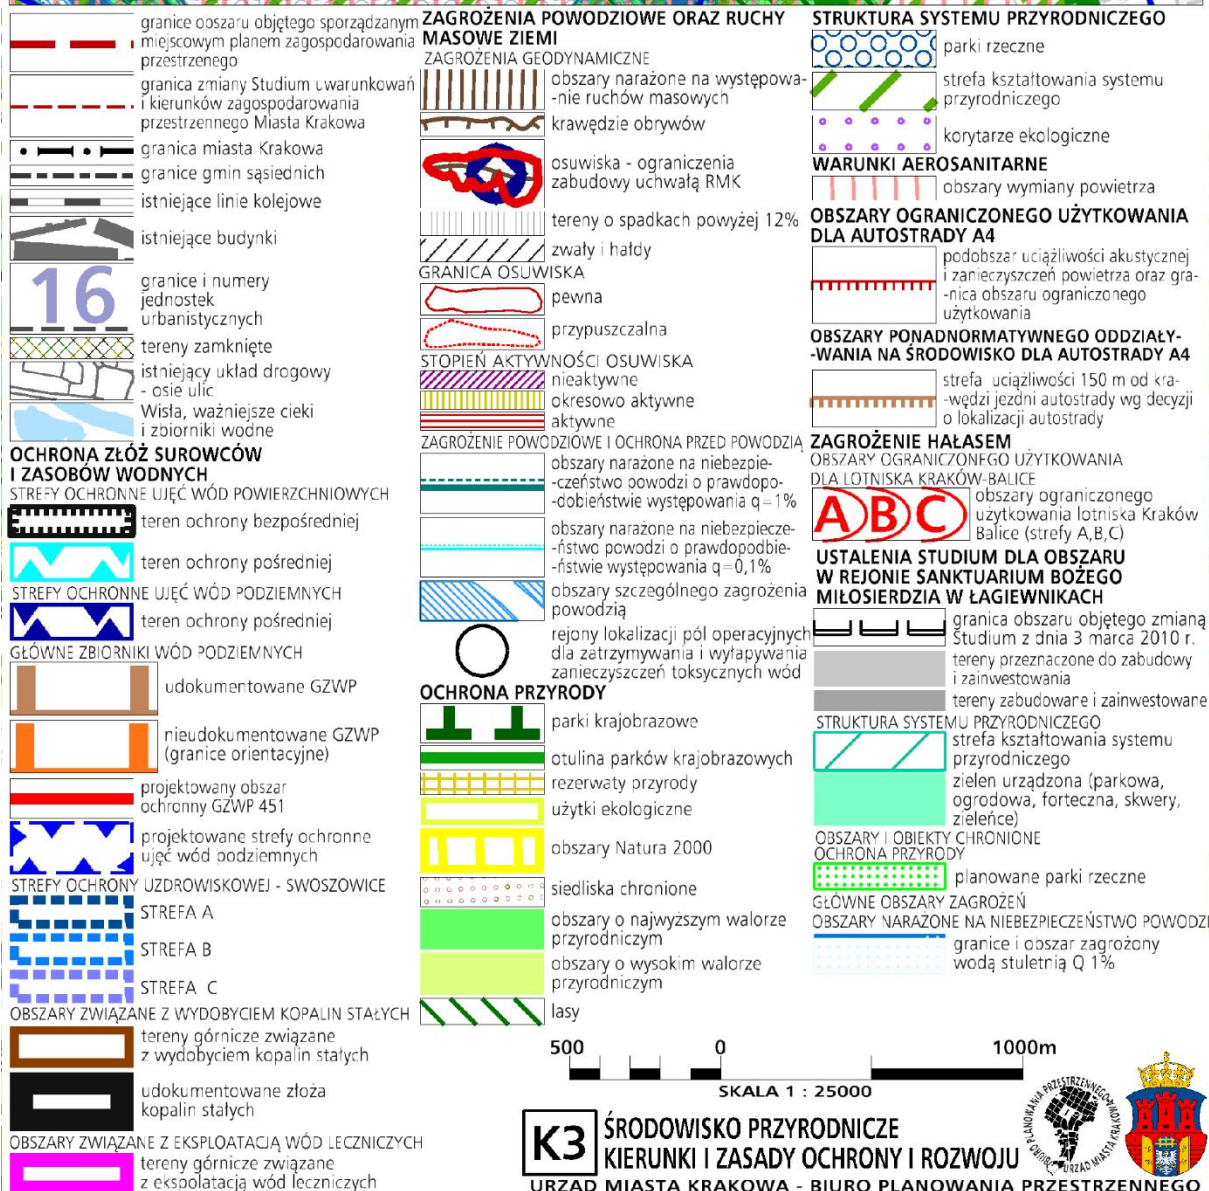 granice obszaru objętego sporządzanym
miejscowym planem zagospodarowania
przestrzenego
granica zmiany Studium uwarunkowań
i kierunków zagospodarowania
przestrzennego Miasta Krakowa
granica miasta Krakowa
granice gmin sąsiednich
istniejące linie kolejowe
istniejące budynki
16
granice i numery
jednostek
urbanistycznych
tereny zamknięte
istniejący układ drogowy
- osie ulic
Wisła, ważniejsze cieki
i zbiorniki wodne
OCHRONA ZŁÓŻ SUROWCÓW
I ZASOBÓW WODNYCH
STREFY OCHRONNE UJĘĆ WÓD POWIERZCHNIOWYCH
teren ochrony bezpośredniej
teren ochrony pośredniej
STREFY OCHRONNE UJĘĆ WÓD PODZIEMNYCH
teren ochrony pośredniej
GŁÓWNE ZBIORNIKI WÓD PODZIEMNYCH
udokumentowane GZWP
nieudokumentowane GZWP
(granice orientacyjne)
projektowany obszar
ochronny GZWP 451
projektowane strefy ochronne
ujęć wód podziemnych
STREFY OCHRONY UZDROWISKOWEJ - SWOSZOWICE
STREFA A
STREFA B
STREFA C
OBSZARY ZWIĄZANE Z WYDOBYCIEM KOPALIN STAŁYCH
tereny górnicze związane
z wydobyciem kopalin stałych
udokumentowane złoża
kopalin stałych
OBSZARY ZWIĄZANE Z EKSPLOATACJĄ WÓD LECZNICZYCH
tereny górnicze związane
z ekspolatacją wód leczniczych
ZAGROŻENIA POWODZIOWE ORAZ RUCHY
MASOWE ZIEMI
ZAGROŻENIA GEODYNAMICZNE
obszary narażone na występowa-
-nie ruchów masowych
krawędzie obrywów
osuwiska - ograniczenia
zabudowy uchwałą RMK
tereny o spadkach powyżej 12%
zwały i hałdy
GRANICA OSUWISKA
pewna
przypuszczalna
STOPIEŃ AKTYWNOŚCI OSUWISKA
nieaktywne
okresowo aktywne
aktywne
ZAGROŻENIE POWODZIOWE I OCHRONA PRZED POWODZIĄ
obszary narażone na niebezpie-
-czeństwo powodzi o prawdopo-
-dobieństwie występowania q=1%
obszary narażone na niebezpiecze-
-ństwo powodzi o prawdopodbie-
-ństwie występowania q=0,1%
obszary szczególnego zagrożenia
powodzią
rejony lokalizacji pól operacyjnych
dla zatrzymywania i wyłapywania
zanieczyszczeń toksycznych wód
OCHRONA PRZYRODY
parki krajobrazowe
otulina parków krajobrazowych
rezerwaty przyrody
użytki ekologiczne
obszary Natura 2000
siedliska chronione
obszary o najwyższym walorze
przyrodniczym
obszary o wysokim walorze
przyrodniczym
lasy
STRUKTURA SYSTEMU PRZYRODNICZEGO
parki rzeczne
strefa kształtowania systemu
przyrodniczego
korytarze ekologiczne
WARUNKI AEROSANITARNE
obszary wymiany powietrza
OBSZARY OGRANICZONEGO UŻYTKOWANIA
DLA AUTOSTRADY A4
podobszar uciążliwości akustycznej
i zanieczyszczeń powietrza oraz gra-
-nica obszaru ograniczonego
użytkowania
OBSZARY PONADNORMATYWNEGO ODDZIAŁY-
-WANIA NA ŚRODOWISKO DLA AUTOSTRADY A4
strefa uciążliwości 150 m od kra-
-wędzi jezdni autostrady wg decyzji
o lokalizacji autostrady
ZAGROŻENIE HAŁASEM
OBSZARY OGRANICZONEGO UŻYTKOWANIA
DLA LOTNISKA KRAKÓW-BALICE
ABC
obszary ograniczonego
użytkowania lotniska Kraków
Balice (strefy A,B,C)
USTALENIA STUDIUM DLA OBSZARU
W REJONIE SANKTUARIUM BOŻEGO
MIŁOSIERDZIA W ŁAGIEWNIKACH
granica obszaru objętego zmianą
Studium z dnia 3 marca 2010 r.
tereny przeznaczone do zabudowy
i zainwestowania
tereny zabudowane i zainwestowane
STRUKTURA SYSTEMU PRZYRODNICZEGO
strefa kształtowania systemu
przyrodniczego
zielen urządzona (parkowa,
ogrodowa, forteczna, skwery,
zieleńce)
OBSZARY I OBIEKTY CHRONIONE
OCHRONA PRZYRODY
planowane parki rzeczne
GŁÓWNE OBSZARY ZAGROŻEŃ
OBSZARY NARAŻONE NA NIEBEZPIECZEŃSTWO POWODZI
granice i obszar zagrożony
wodą stuletnią Q 1%
500 0 1000m
SKALA 1 : 25000
K3
ŚRODOWISKO PRZYRODNICZE
KIERUNKI I ZASADY OCHRONY I ROZWOJU
URZĄD MIASTA KRAKOWA - BIURO PLANOWANIA PRZESTRZENNEGO